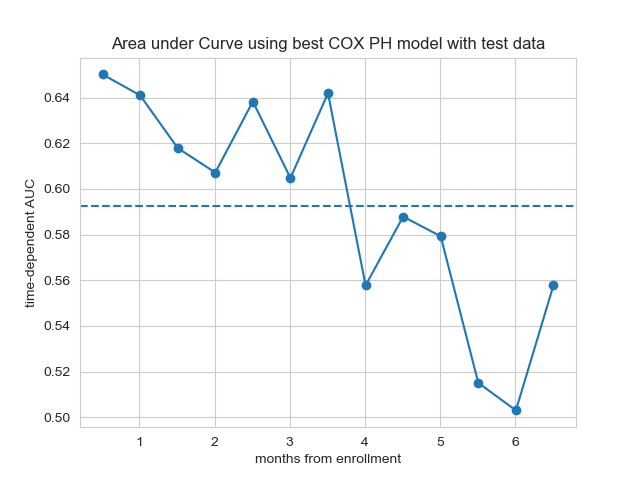 Area under Curve using best COX PH model with test data
time-dependent AUC
0.64
0.62
0.60
0.58
0.56
0.54
0.52
0.50
1 2 3 4 5 6
months from enrollment